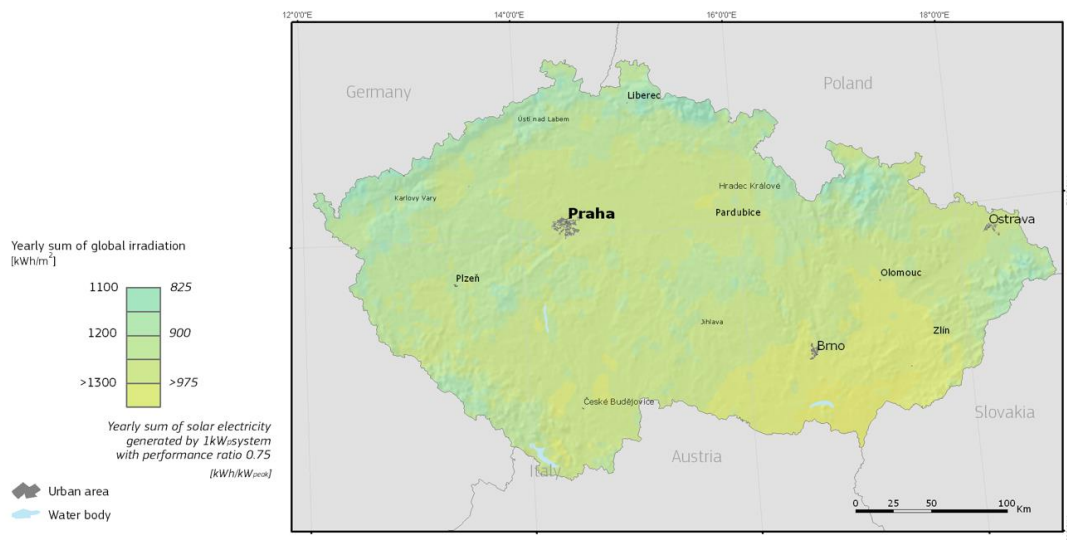 12°0'0"E 14°0'0"E 16°0'0"E 18°0'0"E
Germany
Poland
Liberec
Ústí nad Labem
Karlovy Vary
Hradec Králové
Praha
Pardubice
Ostrava
Plzeň
Olomouc
Jihlava
Zlín
Brno
České Budějovice
Slovakia
Austria
Italy
0 25 50 100 Km
Yearly sum of global irradiation
[kWh/m²]
1100 825
1200 900
>1300 >975
Yearly sum of solar electricity
generated by 1kWpsystem
with performance ratio 0.75
[kWh/kWpeak]
Urban area
Water body